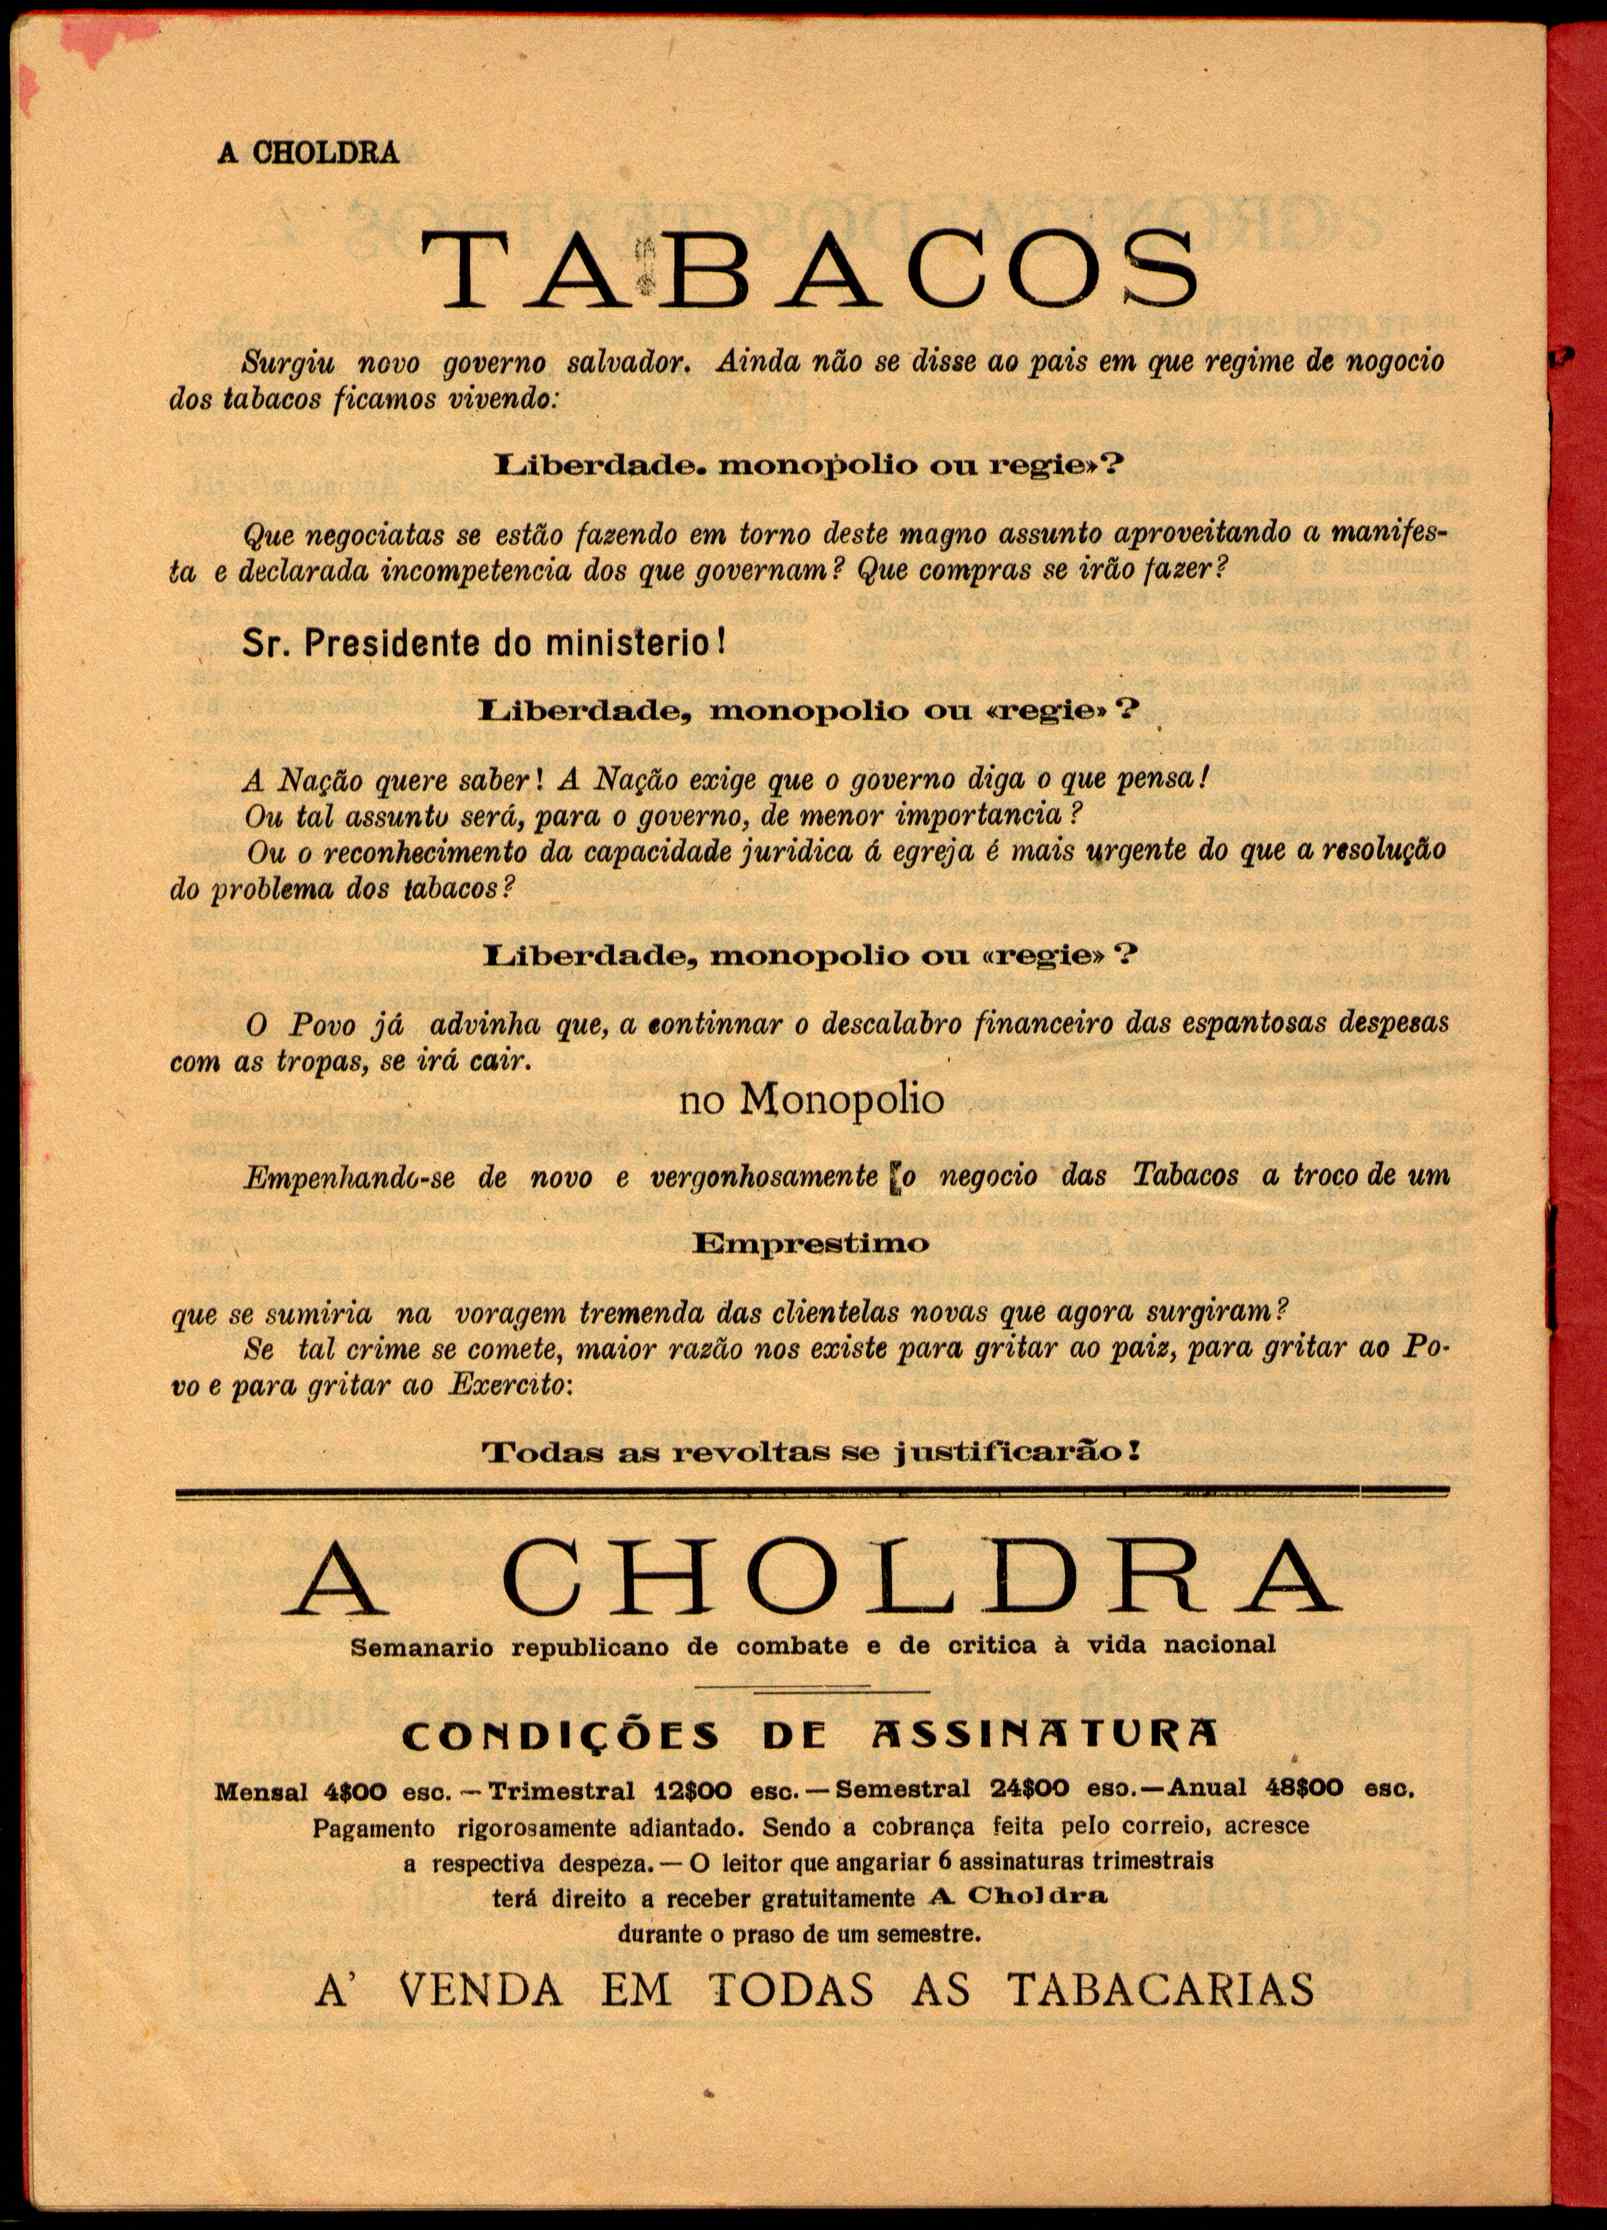 A CHOLDRA
TABACOS
Surgiu novo governo salvador. Ainda não se disse ao pais em que regime de nogocio
dos tabacos ficamos vivendo:
Liberdade. monopolio ou regie»?
Que negociatas se estão fazendo em torno deste magno assunto aproveitando a manifes-
ta e declarada incompetencia dos que governam? Que compras se irão fazer?
Sr. Presidente do ministerio!
Liberdade, monopolio ou «regie»?
A Nação quere saber! A Nação exige que o governo diga o que pensa!
Ou tal assunto será, para o governo, de menor importancia?
Ou o reconhecimento da capacidade juridica á egreja é mais urgente do que a resolução
do problema dos tabacos?
Liberdade, monopolio ou «regie»?
O Povo já advinha que, a continnar o descalabro financeiro das espantosas despesas
com as tropas, se irá cair.
no Monopolio
Empenhando-se de novo e vergonhosamente [o negocio das Tabacos a troco de um
Emprestimo
que se sumiria na voragem tremenda das clientelas novas que agora surgiram?
Se tal crime se comete, maior razão nos existe para gritar ao paiz, para gritar ao Po-
vo e para gritar ao Exercito:
Todas as revoltas se justificarão!
A CHOLDRA
Semanario republicano de combate e de critica à vida nacional
CONDIÇÕES DE ASSINATURA
Mensal 4$00 esc. — Trimestral 12$00 esc. — Semestral 24$00 esc. — Anual 48$00 esc.
Pagamento rigorosamente adiantado. Sendo a cobrança feita pelo correio, acresce
a respectiva despeza. — O leitor que angariar 6 assinaturas trimestrais
terá direito a receber gratuitamente A Choldra
durante o praso de um semestre.
A' VENDA EM TODAS AS TABACARIAS